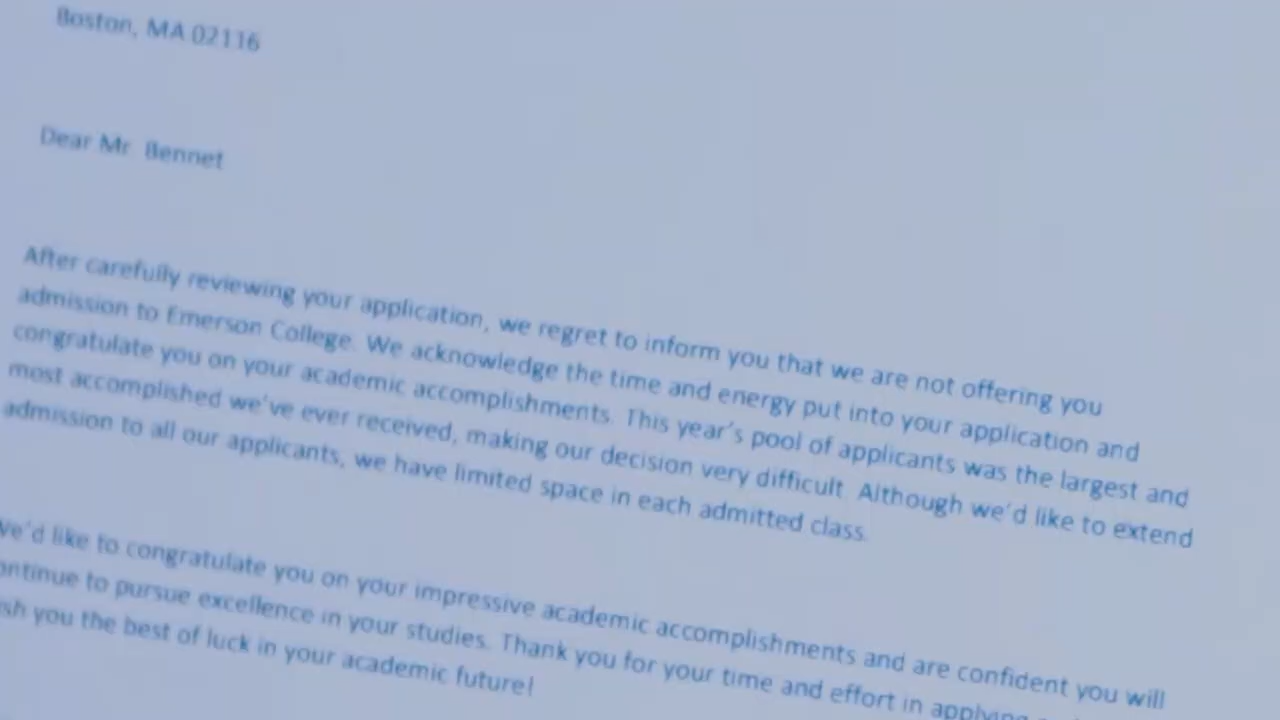 Boston, MA 02116
Dear Mr. Bennet
After carefully reviewing your application, we regret to inform you that we are not offering you
admission to Emerson College. We acknowledge the time and energy put into your application and
congratulate you on your academic accomplishments. This year's pool of applicants was the largest and
most accomplished we've ever received, making our decision very difficult. Although we'd like to extend
admission to all our applicants, we have limited space in each admitted class.
We'd like to congratulate you on your impressive academic accomplishments and are confident you will
ontinue to pursue excellence in your studies. Thank you for your time and effort in applying
ish you the best of luck in your academic future!